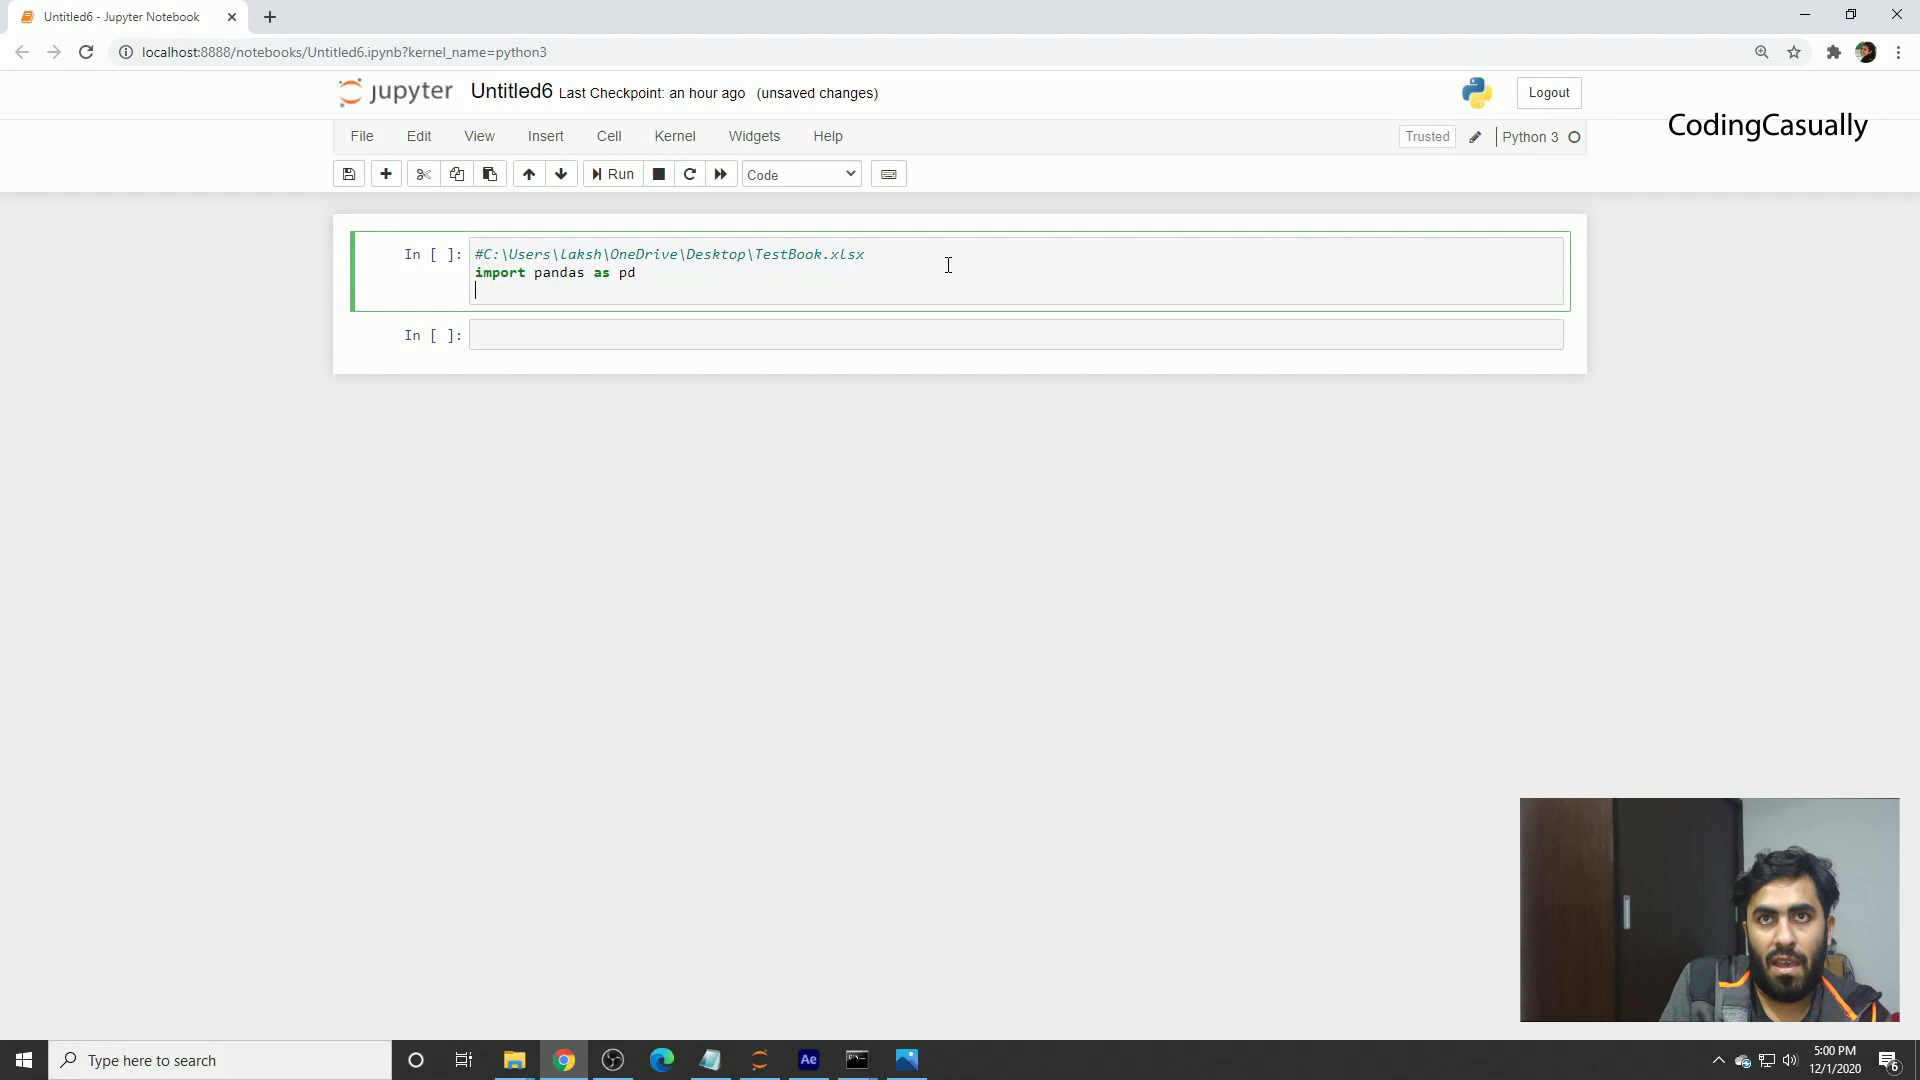 Untitled6 - Jupyter Notebook
localhost:8888/notebooks/Untitled6.ipynb?kernel_name=python3
jupyter Untitled6 Last Checkpoint: an hour ago (unsaved changes)
Logout
CodingCasually
File Edit View Insert Cell Kernel Widgets Help
Trusted Python 3
Run Code
In [ ]: #C:\Users\laksh\OneDrive\Desktop\TestBook.xlsx
import pandas as pd
In [ ]:
Type here to search
Ae
5:00 PM
12/1/2020
6